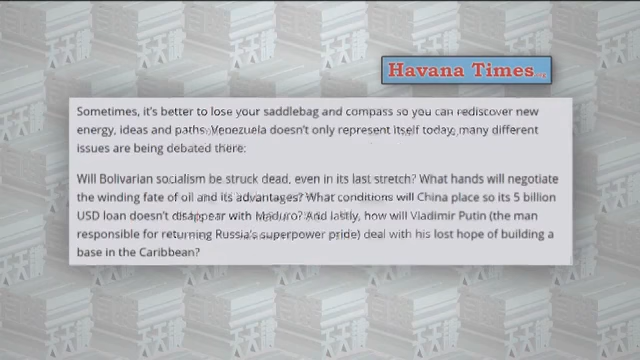 Havana Times
Sometimes, it's better to lose your saddlebag and compass so you can rediscover new
energy, ideas and paths. Venezuela doesn't only represent itself today, many different
issues are being debated there:
Will Bolivarian socialism be struck dead, even in its last stretch? What hands will negotiate
the winding fate of oil and its advantages? What conditions will China place so its 5 billion
USD loan doesn't disappear with Maduro? And lastly, how will Vladimir Putin (the man
responsible for returning Russia's superpower pride) deal with his lost hope of building a
base in the Caribbean?